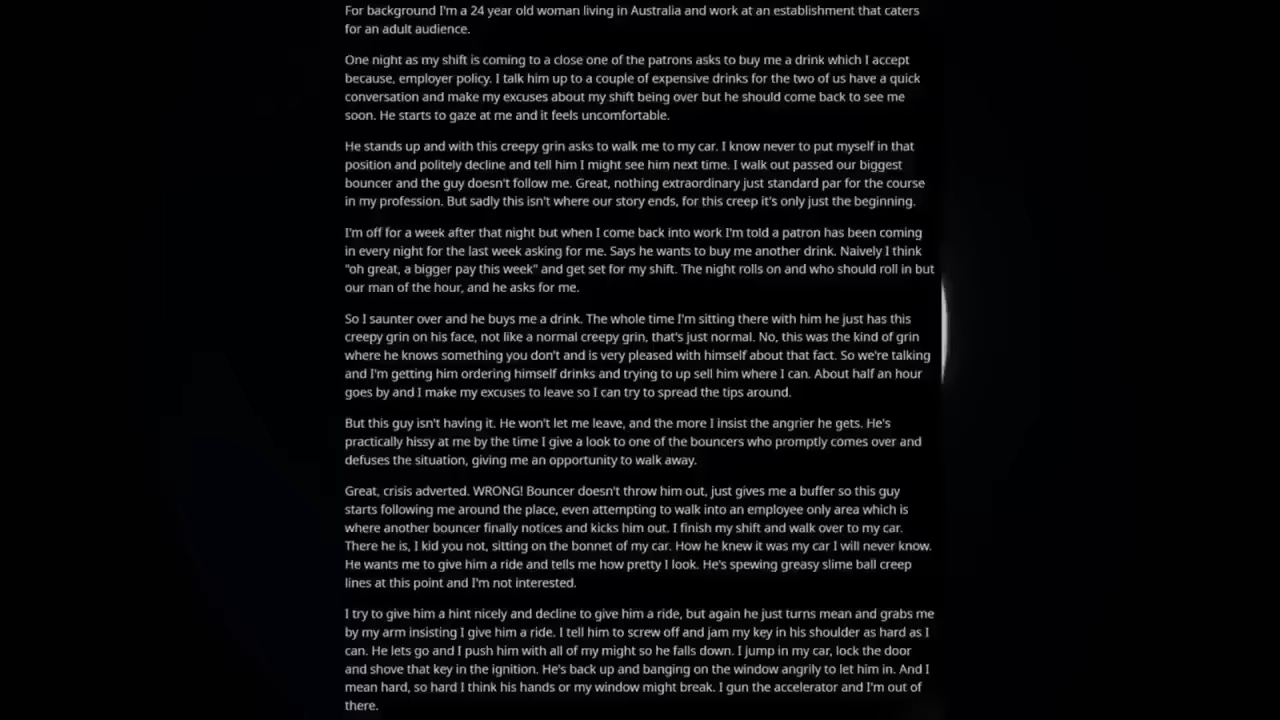 For background I'm a 24 year old woman living in Australia and work at an establishment that caters
for an adult audience.
One night as my shift is coming to a close one of the patrons asks to buy me a drink which I accept
because, employer policy. I talk him up to a couple of expensive drinks for the two of us have a quick
conversation and make my excuses about my shift being over but he should come back to see me
soon. He starts to gaze at me and it feels uncomfortable.
He stands up and with this creepy grin asks to walk me to my car. I know never to put myself in that
position and politely decline and tell him I might see him next time. I walk out passed our biggest
bouncer and the guy doesn't follow me. Great, nothing extraordinary just standard par for the course
in my profession. But sadly this isn't where our story ends, for this creep it's only just the beginning.
I'm off for a week after that night but when I come back into work I'm told a patron has been coming
in every night for the last week asking for me. Says he wants to buy me another drink. Naively I think
"oh great, a bigger pay this week" and get set for my shift. The night rolls on and who should roll in but
our man of the hour, and he asks for me.
So I saunter over and he buys me a drink. The whole time I'm sitting there with him he just has this
creepy grin on his face, not like a normal creepy grin, that's just normal. No, this was the kind of grin
where he knows something you don't and is very pleased with himself about that fact. So we're talking
and I'm getting him ordering himself drinks and trying to up sell him where I can. About half an hour
goes by and I make my excuses to leave so I can try to spread the tips around.
But this guy isn't having it. He won't let me leave, and the more I insist the angrier he gets. He's
practically hissy at me by the time I give a look to one of the bouncers who promptly comes over and
defuses the situation, giving me an opportunity to walk away.
Great, crisis adverted. WRONG! Bouncer doesn't throw him out, just gives me a buffer so this guy
starts following me around the place, even attempting to walk into an employee only area which is
where another bouncer finally notices and kicks him out. I finish my shift and walk over to my car.
There he is, I kid you not, sitting on the bonnet of my car. How he knew it was my car I will never know.
He wants me to give him a ride and tells me how pretty I look. He's spewing greasy slime ball creep
lines at this point and I'm not interested.
I try to give him a hint nicely and decline to give him a ride, but again he just turns mean and grabs me
by my arm insisting I give him a ride. I tell him to screw off and jam my key in his shoulder as hard as I
can. He lets go and I push him with all of my might so he falls down. I jump in my car, lock the door
and shove that key in the ignition. He's back up and banging on the window angrily to let him in. And I
mean hard, so hard I think his hands or my window might break. I gun the accelerator and I'm out of
there.